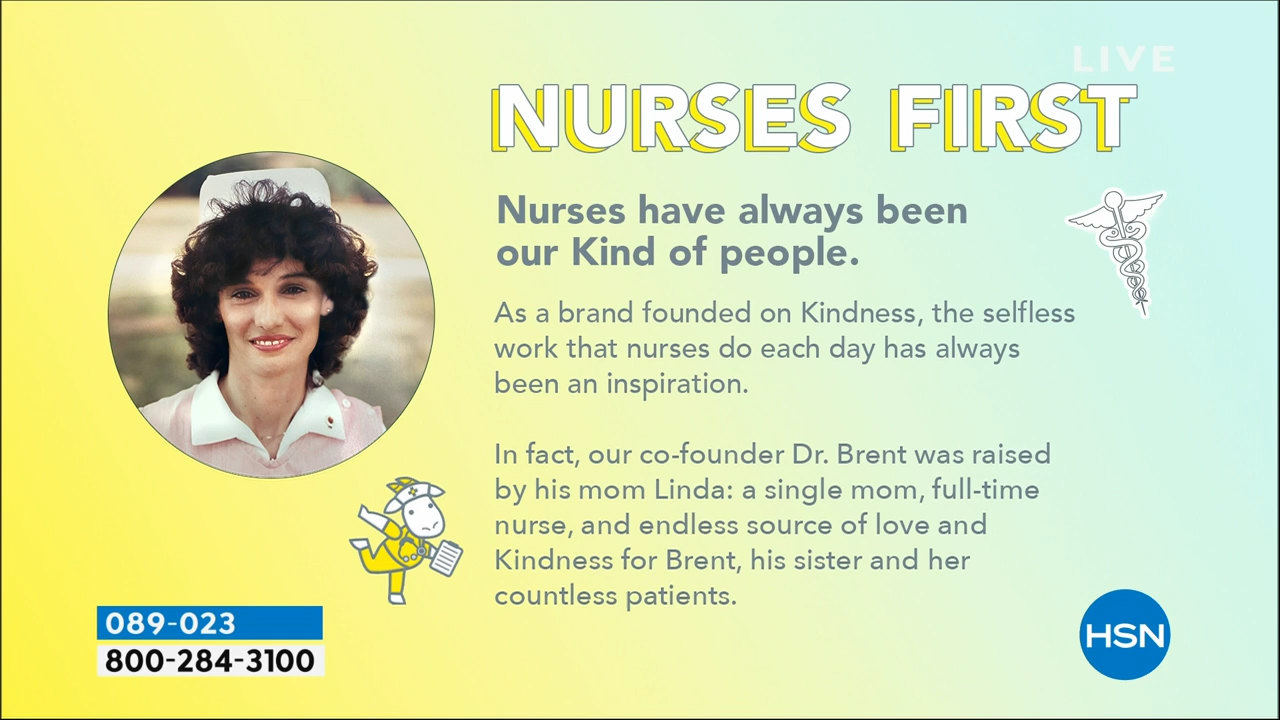 LIVE
NURSES FIRST
Nurses have always been
our Kind of people.
As a brand founded on Kindness, the selfless
work that nurses do each day has always
been an inspiration.
In fact, our co-founder Dr. Brent was raised
by his mom Linda: a single mom, full-time
nurse, and endless source of love and
Kindness for Brent, his sister and her
countless patients.
089-023
800-284-3100
HSN